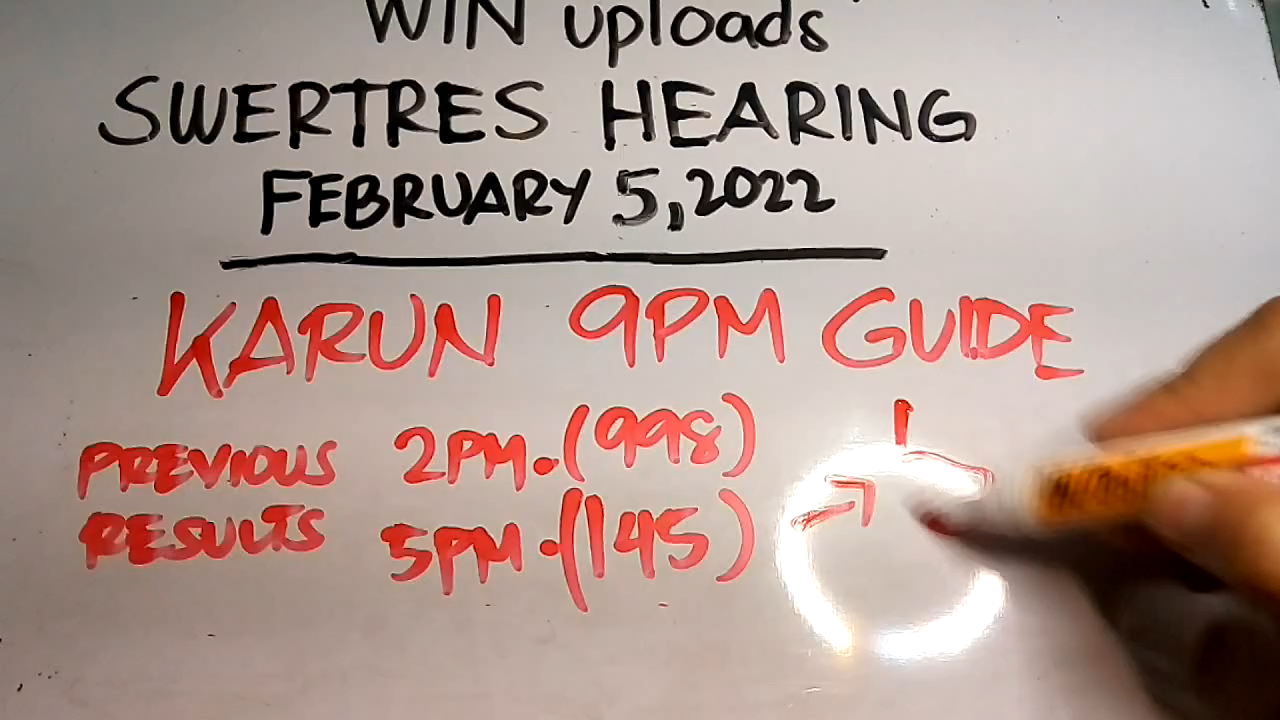 WIN uploads
SWERTRES HEARING
FEBRUARY 5,2022
KARUN 9PM GUIDE
PREVIOUS 2PM.(998)
RESULTS 5PM.(145)